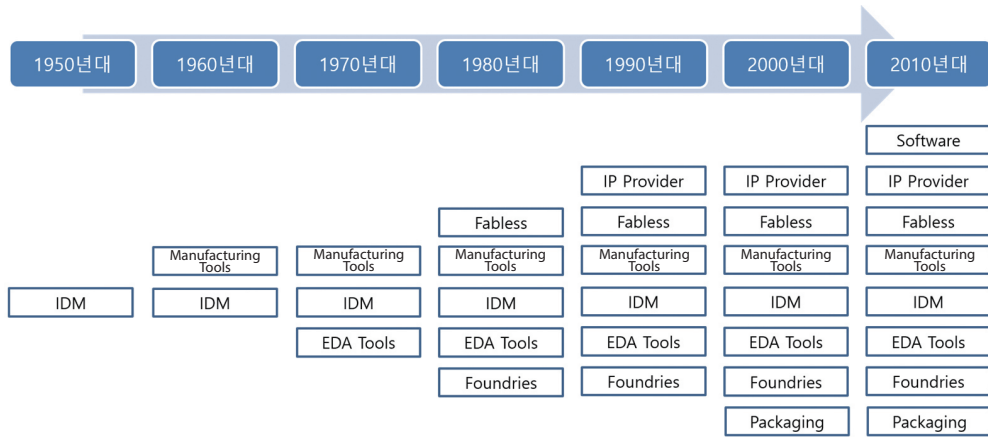 1950년대 1960년대 1970년대 1980년대 1990년대 2000년대 2010년대
Software
IP Provider IP Provider IP Provider
Fabless Fabless Fabless Fabless
Manufacturing Manufacturing Manufacturing Manufacturing Manufacturing Manufacturing
Tools Tools Tools Tools Tools Tools
IDM IDM IDM IDM IDM IDM IDM
EDA Tools EDA Tools EDA Tools EDA Tools EDA Tools
Foundries Foundries Foundries Foundries
Packaging Packaging